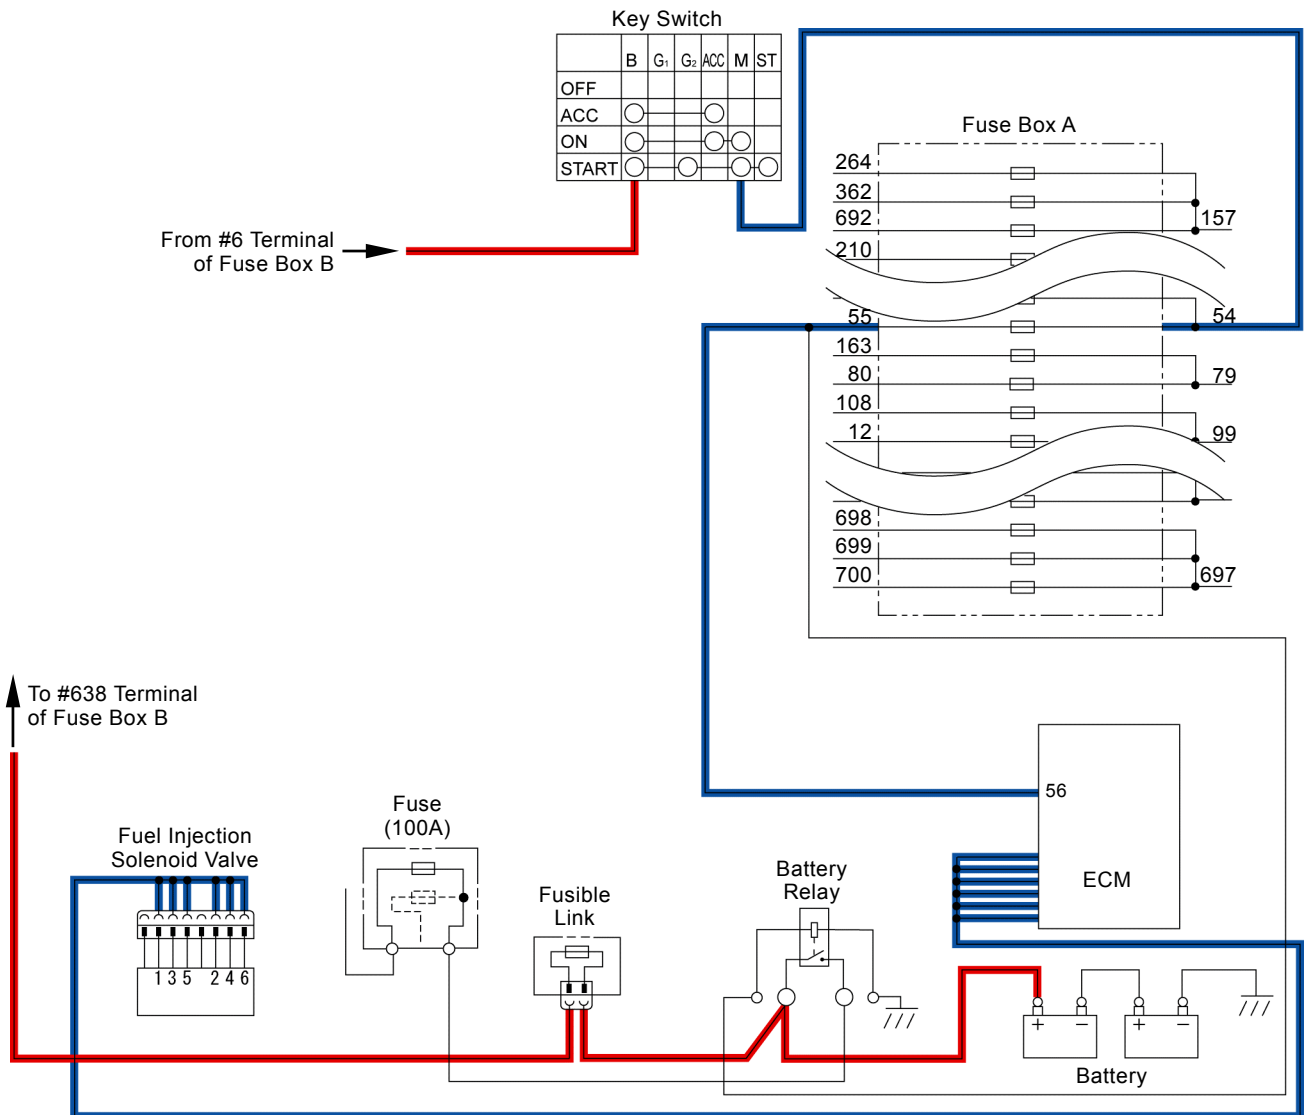 Key Switch
B G₁ G₂ ACC M ST
OFF
ACC
ON
START
Fuse Box A
264
362
692 157
210
55 54
163
80 79
108
12 99
698
699
700 697
From #6 Terminal
of Fuse Box B
To #638 Terminal
of Fuse Box B
56
ECM
Fuse
(100A)
Fuel Injection
Solenoid Valve
1 3 5 2 4 6
Fusible
Link
Battery
Relay
+ − + −
Battery